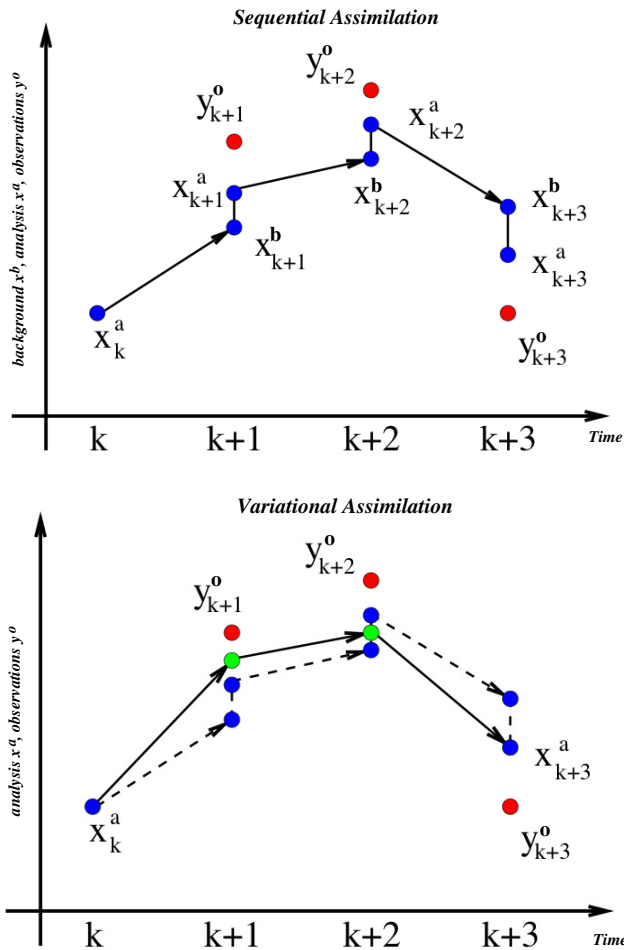 Sequential Assimilation
background x^b, analysis x^a, observations y^o
y^o_{k+2}
y^o_{k+1}
x^a_{k+2}
x^a_{k+1}
x^b_{k+2}
x^b_{k+3}
x^b_{k+1}
x^a_{k+3}
x^a_k
y^o_{k+3}
k k+1 k+2 k+3 Time
Variational Assimilation
analysis x^a, observations y^o
y^o_{k+2}
y^o_{k+1}
x^a_{k+3}
x^a_k
y^o_{k+3}
k k+1 k+2 k+3 Time